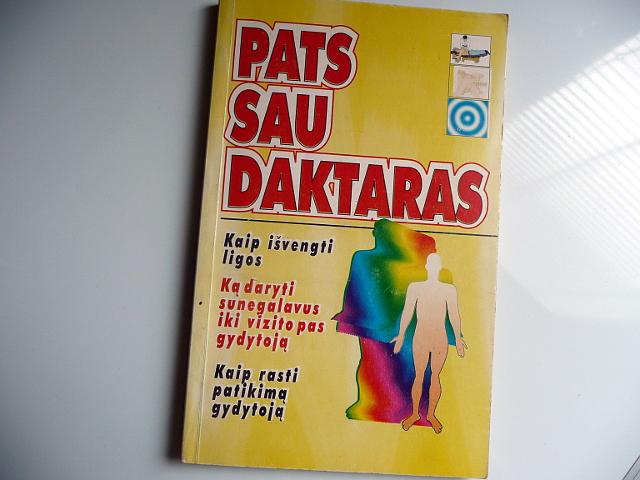 PATS
SAU
DAKTARAS
Kaip išvengti
ligos
Ką daryti
sunegalavus
iki vizito pas
gydytoją
Kaip rasti
patikimą
gydytoją